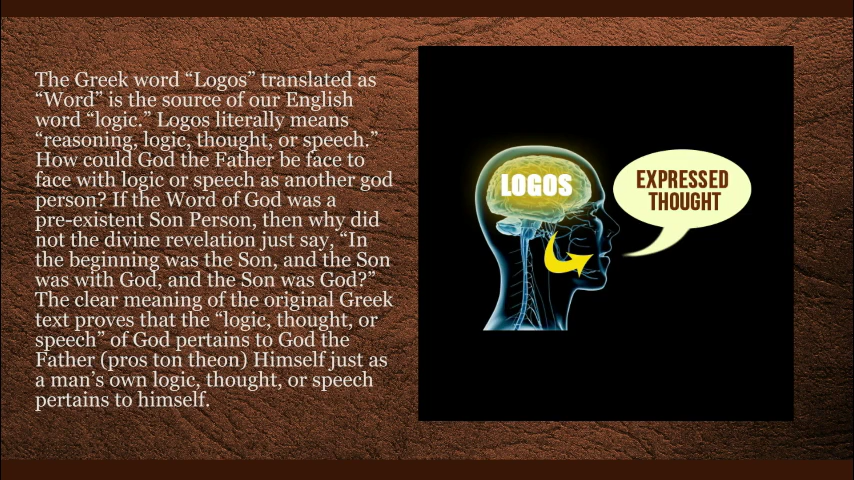 The Greek word “Logos” translated as
“Word” is the source of our English
word “logic.” Logos literally means
“reasoning, logic, thought, or speech.”
How could God the Father be face to
face with logic or speech as another god
person? If the Word of God was a
pre-existent Son Person, then why did
not the divine revelation just say, “In
the beginning was the Son, and the Son
was with God, and the Son was God?”
The clear meaning of the original Greek
text proves that the “logic, thought, or
speech” of God pertains to God the
Father (pros ton theon) Himself just as
a man’s own logic, thought, or speech
pertains to himself.
LOGOS
EXPRESSED
THOUGHT